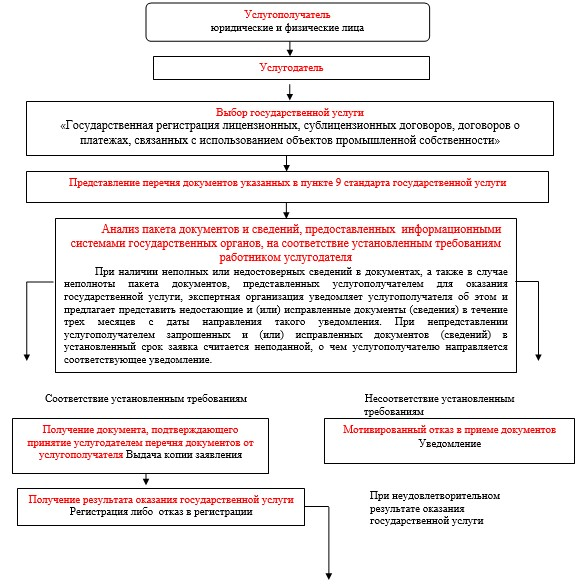 Услугополучатель
юридические и физические лица
Услугодатель
Выбор государственной услуги
«Государственная регистрация лицензионных, сублицензионных договоров, договоров о
платежах, связанных с использованием объектов промышленной собственности»
Представление перечня документов указанных в пункте 9 стандарта государственной услуги
Анализ пакета документов и сведений, предоставленных информационными
системами государственных органов, на соответствие установленным требованиям
работником услугодателя
При наличии неполных или недостоверных сведений в документах, а также в случае
неполноты пакета документов, представленных услугополучателем для оказания
государственной услуги, экспертная организация уведомляет услугополучателя об этом и
предлагает представить недостающие и (или) исправленные документы (сведения) в течение
трех месяцев с даты направления такого уведомления. При непредставлении
услугополучателем запрошенных и (или) исправленных документов (сведений) в
установленный срок заявка считается неподанной, о чем услугополучателю направляется
соответствующее уведомление.
Соответствие установленным требованиям
Несоответствие установленным
требованиям
Получение документа, подтверждающего
принятие услугодателем перечня документов от
услугополучателя Выдача копии заявления
Мотивированный отказ в приеме документов
Уведомление
Получение результата оказания государственной услуги
Регистрация либо отказ в регистрации
При неудовлетворительном
результате оказания
государственной услуги